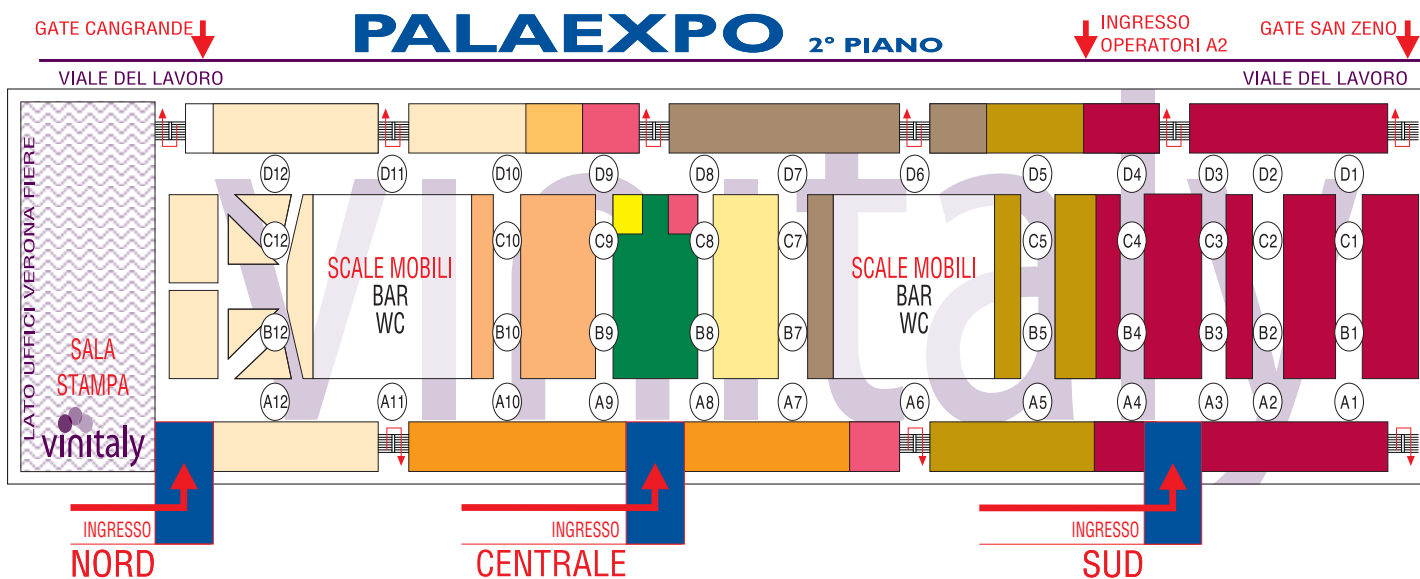 GATE CANGRANDE
PALAEXPO 2° PIANO
INGRESSO
OPERATORI A2
GATE SAN ZENO
VIALE DEL LAVORO
VIALE DEL LAVORO
LATO UFFICI VERONA FIERE
vinitaly
D12 D11 D10 D9 D8 D7 D6 D5 D4 D3 D2 D1
C12 C10 C9 C8 C7 C5 C4 C3 C2 C1
SCALE MOBILI
BAR
WC
SCALE MOBILI
BAR
WC
B12 B10 B9 B8 B7 B5 B4 B3 B2 B1
SALA
STAMPA
A12 A11 A10 A9 A8 A7 A6 A5 A4 A3 A2 A1
vinitaly
INGRESSO
NORD
INGRESSO
CENTRALE
INGRESSO
SUD